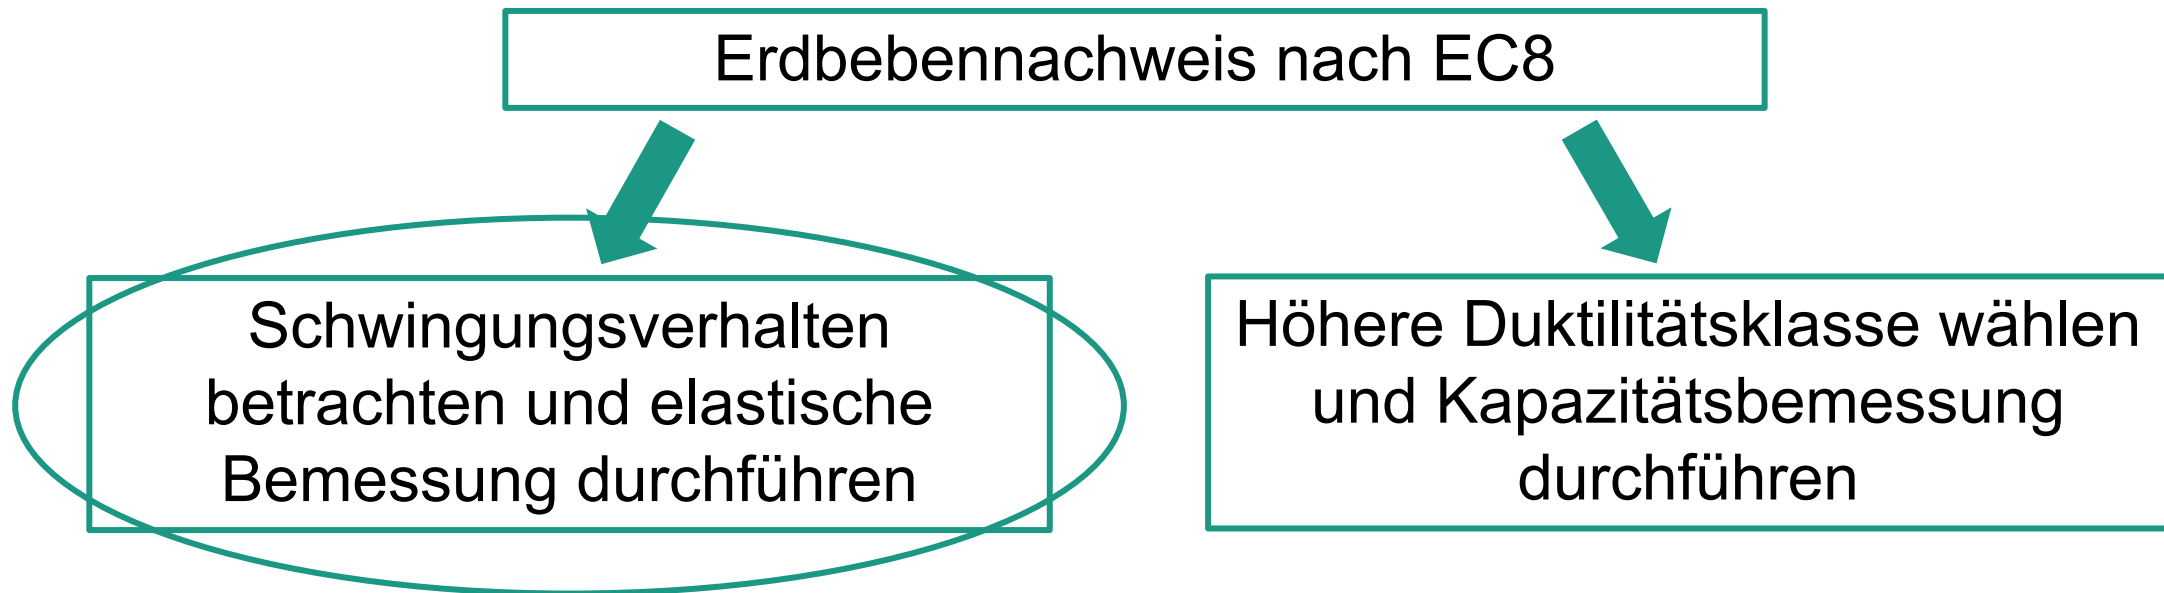 Erdbebennachweis nach EC8
Schwingungsverhalten
betrachten und elastische
Bemessung durchführen
Höhere Duktilitätsklasse wählen
und Kapazitätsbemessung
durchführen